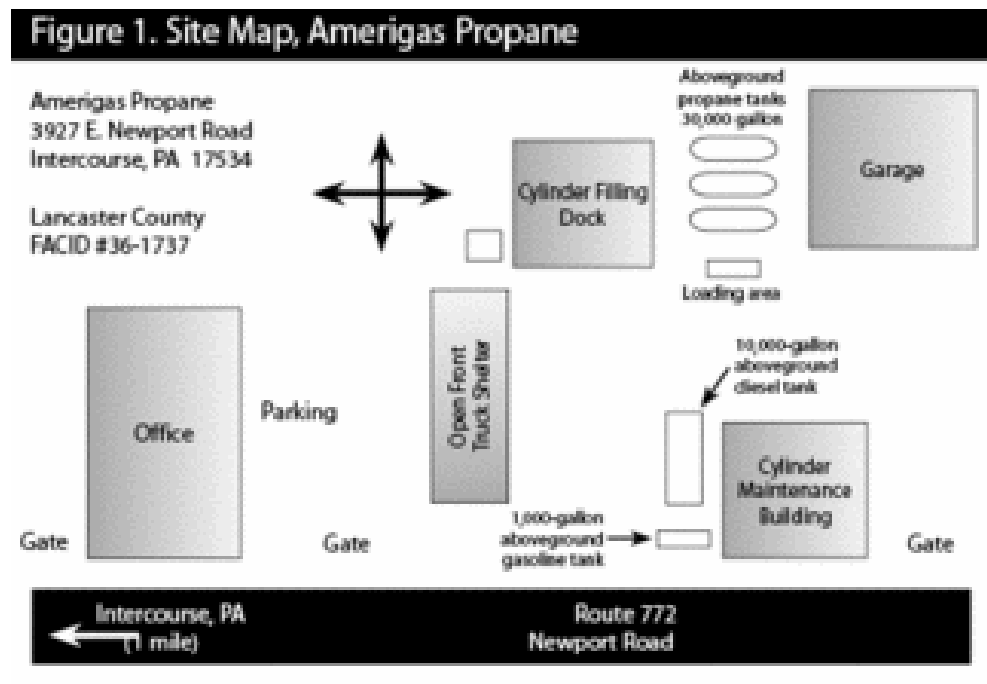 Figure 1. Site Map, Amerigas Propane
Amerigas Propane
3927 E. Newport Road
Intercourse, PA 17534
Lancaster County
FACID #36-1737
Aboveground
propane tanks
30,000 gallon
Cylinder Filling
Dock
Garage
Loading area
Open Front
Truck Shelter
10,000-gallon
aboveground
diesel tank
Office
Parking
Cylinder
Maintenance
Building
1,000-gallon
aboveground
gasoline tank
Gate
Gate
Gate
Intercourse, PA
(1 mile)
Route 772
Newport Road